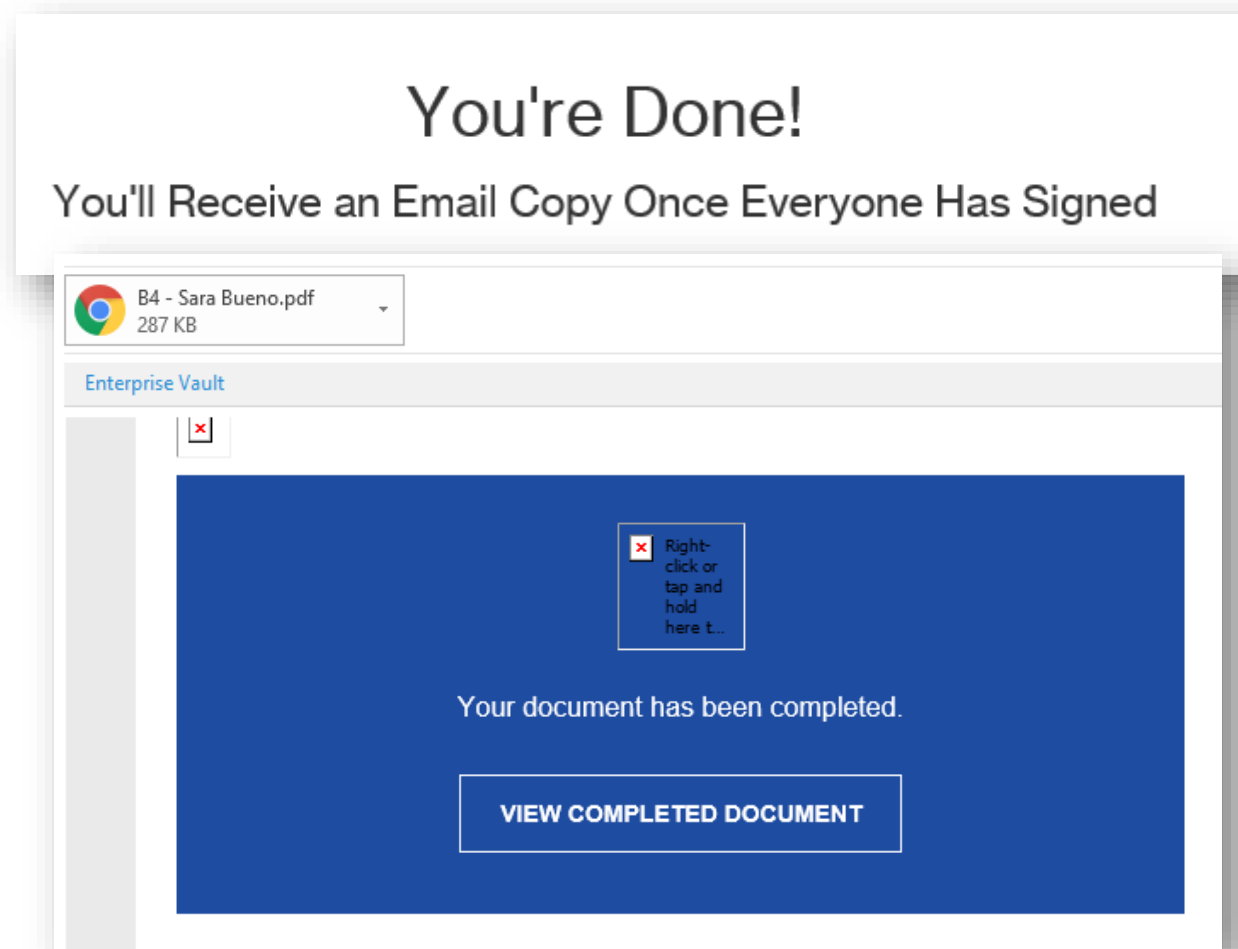 You're Done!
You'll Receive an Email Copy Once Everyone Has Signed
B4 - Sara Bueno.pdf
287 KB
Enterprise Vault
Right-
click or
tap and
hold
here t...
Your document has been completed.
VIEW COMPLETED DOCUMENT